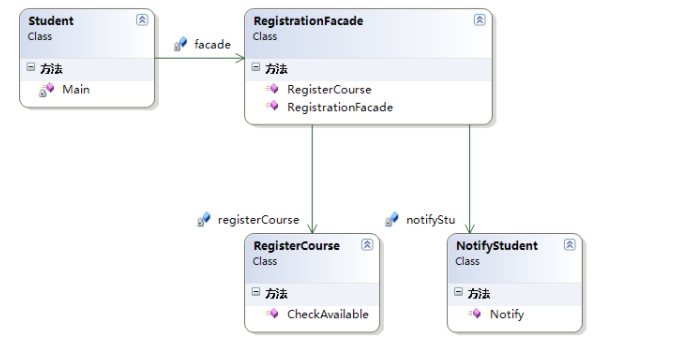 Student
Class
方法
Main
facade
RegistrationFacade
Class
方法
RegisterCourse
RegistrationFacade
registerCourse
notifyStu
RegisterCourse
Class
方法
CheckAvailable
NotifyStudent
Class
方法
Notify